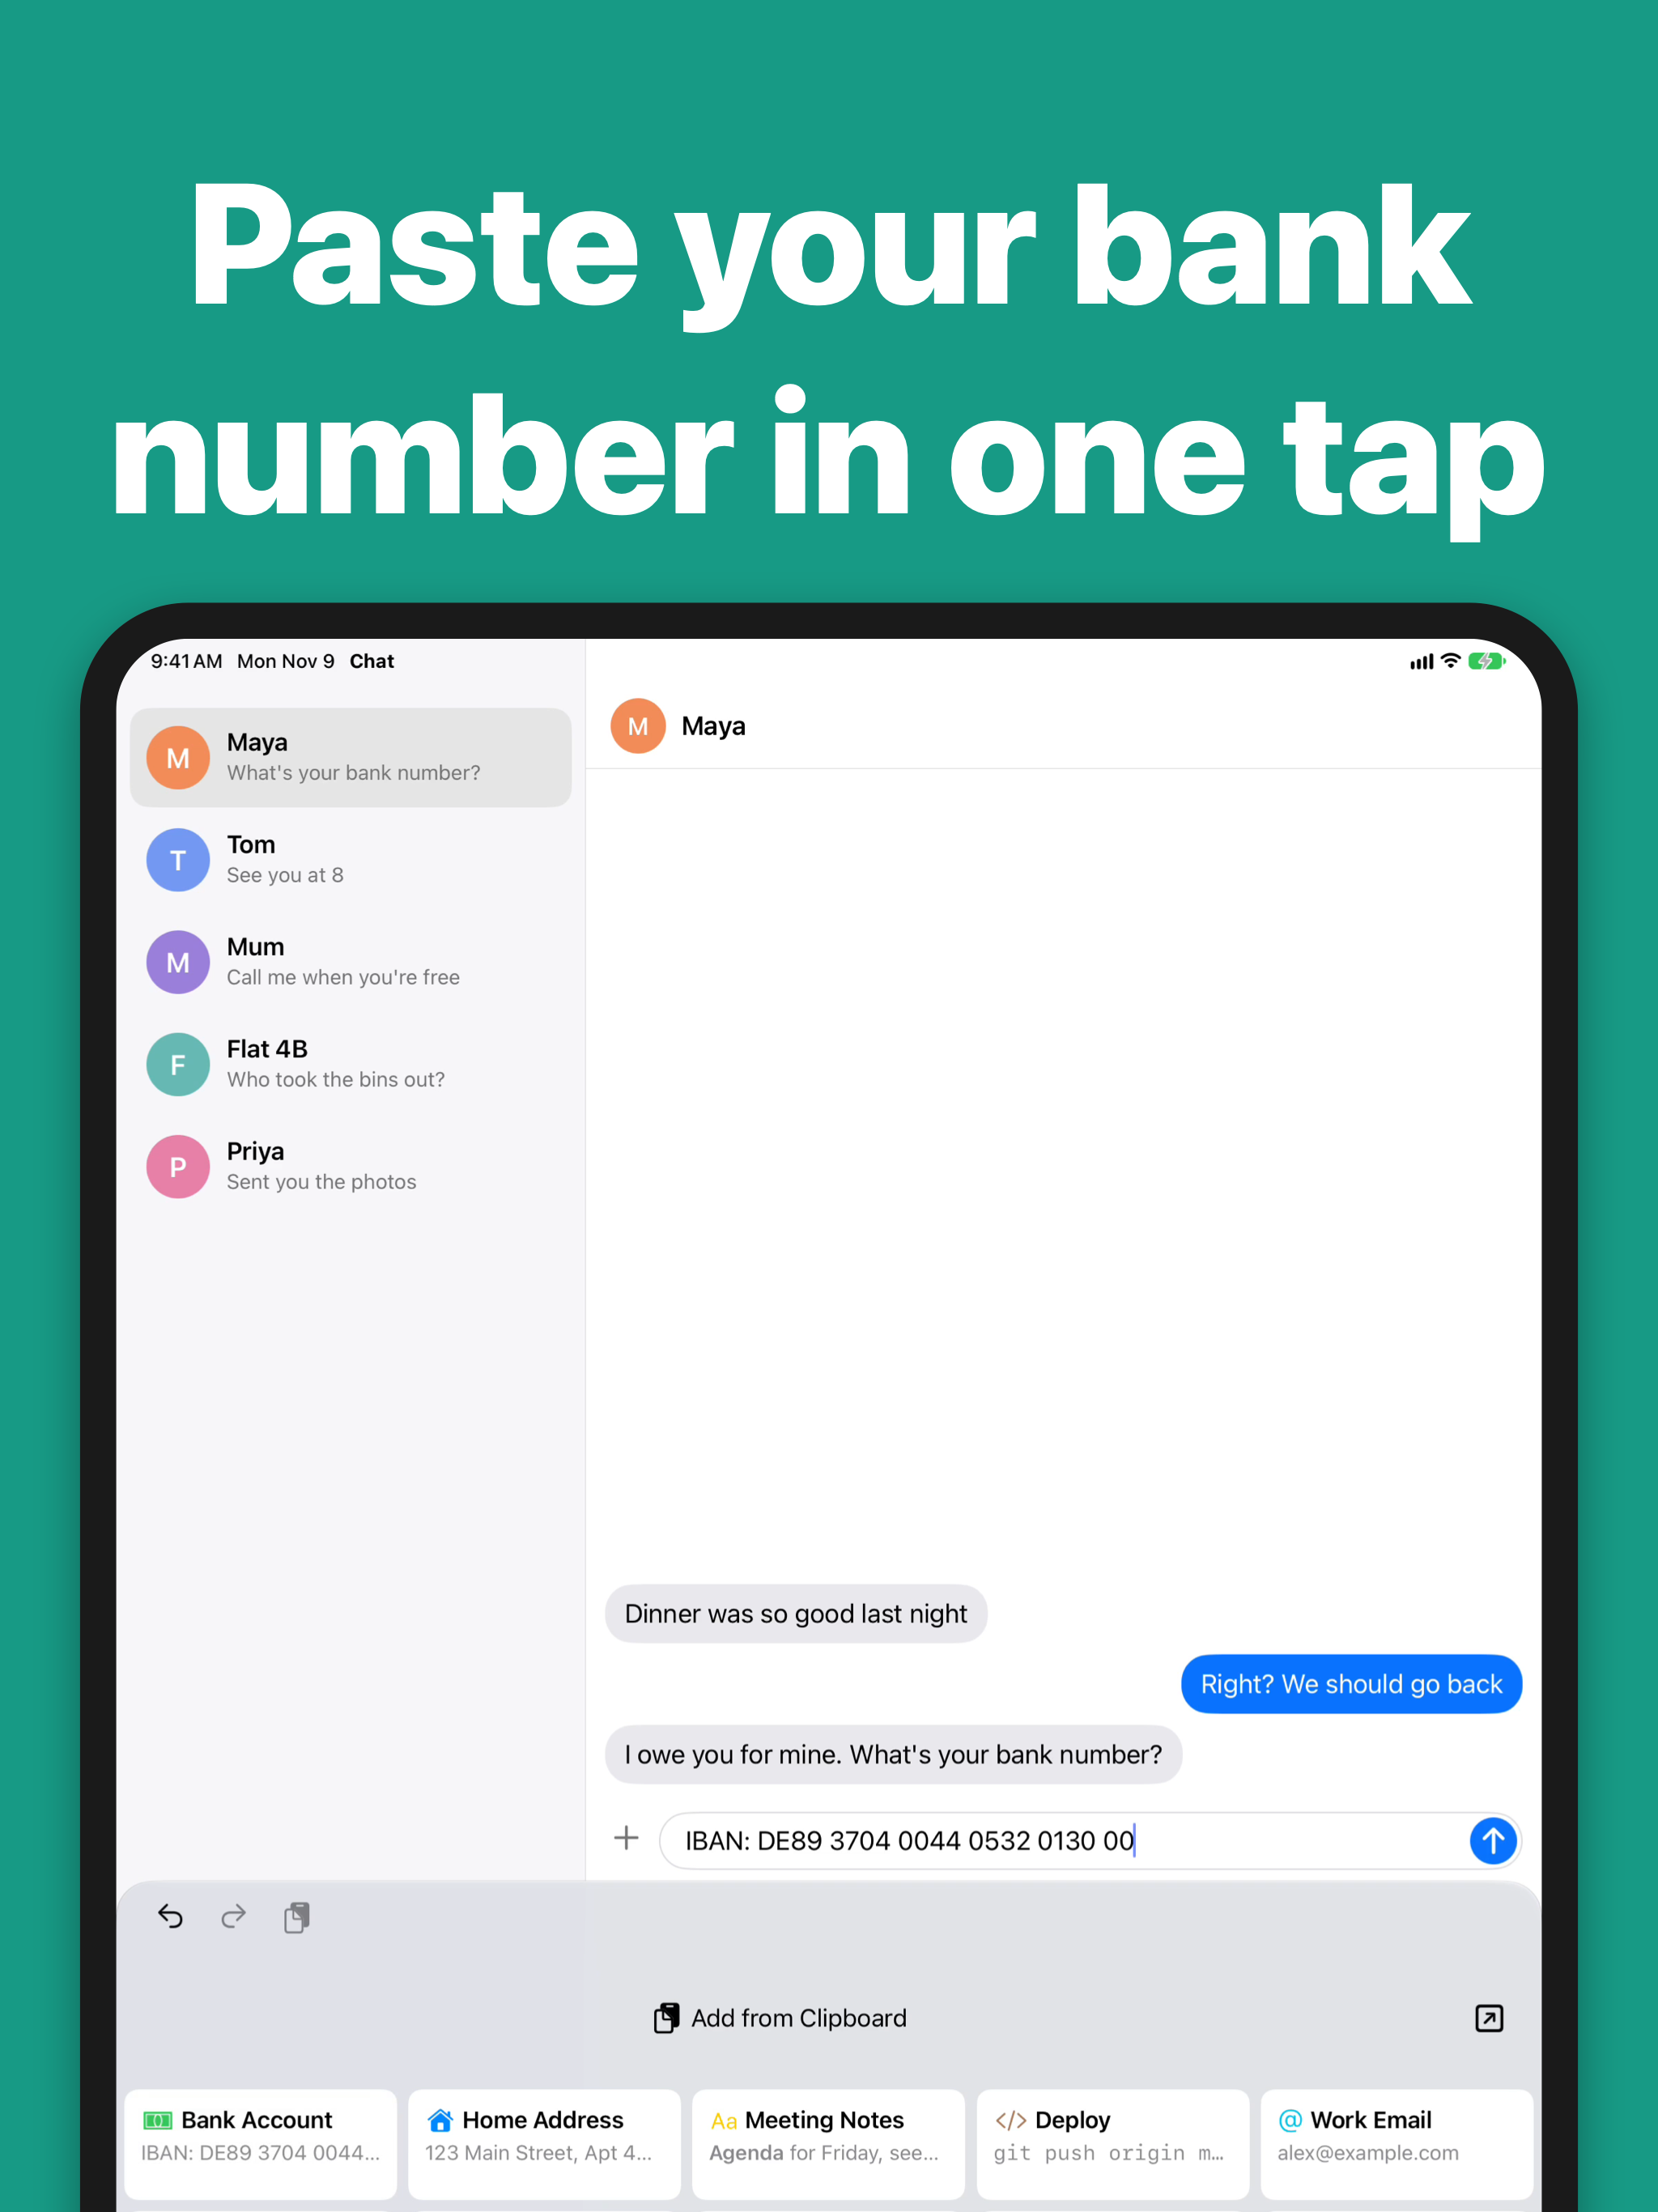 Paste your bank
number in one tap
9:41 AM Mon Nov 9 Chat
M
Maya
What's your bank number?
T
Tom
See you at 8
M
Mum
Call me when you're free
F
Flat 4B
Who took the bins out?
P
Priya
Sent you the photos
M Maya
Dinner was so good last night
Right? We should go back
I owe you for mine. What's your bank number?
IBAN: DE89 3704 0044 0532 0130 00
Add from Clipboard
Bank Account
IBAN: DE89 3704 0044...
Home Address
123 Main Street, Apt 4...
Aa Meeting Notes
Agenda for Friday, see...
</> Deploy
git push origin m...
@ Work Email
alex@example.com